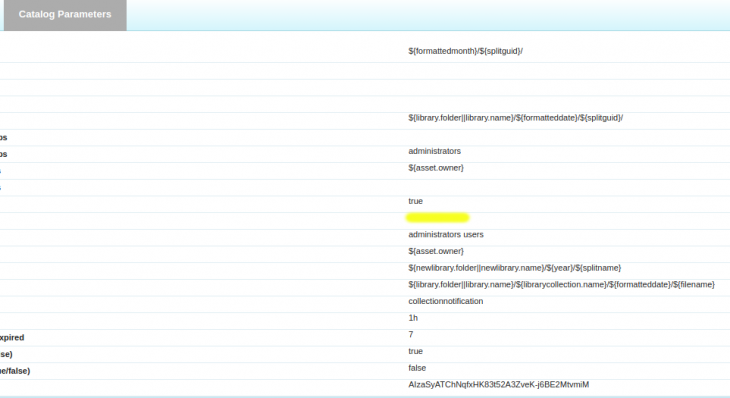 Catalog Parameters
${formattedmonth}/${splitguid}/
${library.folder||library.name}/${formatteddate}/${splitguid}/
ps
ps administrators
${asset.owner}
true
administrators users
${asset.owner}
${newlibrary.folder||newlibrary.name}/${year}/${splitname}
${library.folder||library.name}/${librarycollection.name}/${formatteddate}/${filename}
collectionnotification
1h
xpired 7
se) true
e/false) false
AIzaSyATChNqfxHK83t52A3ZveK-j6BE2MtvmiM